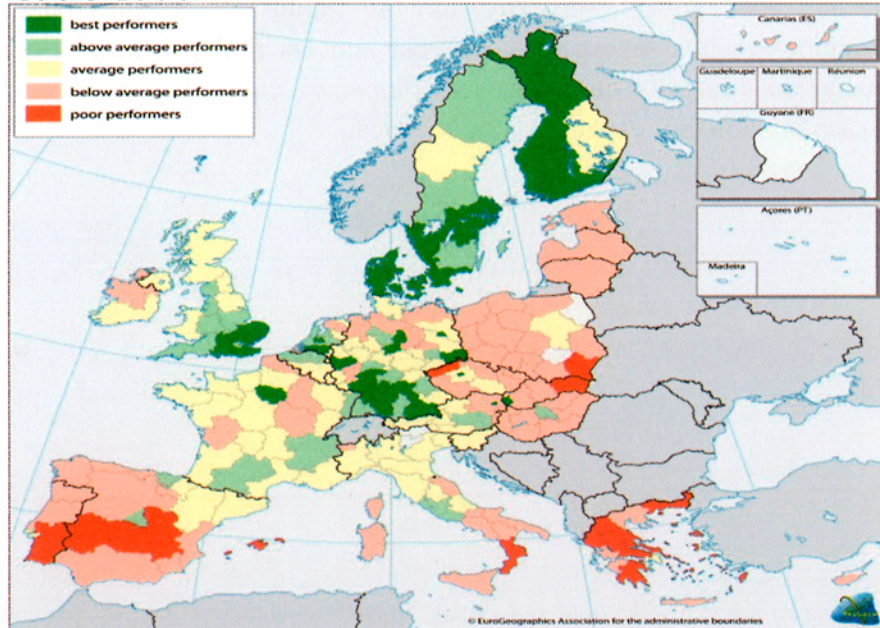 best performers
above average performers
average performers
below average performers
poor performers
Canarias (ES)
Guadeloupe
Martinique
Réunion
Guyane (FR)
Açores (PT)
Madeira
© EuroGeographics Association for the administrative boundaries